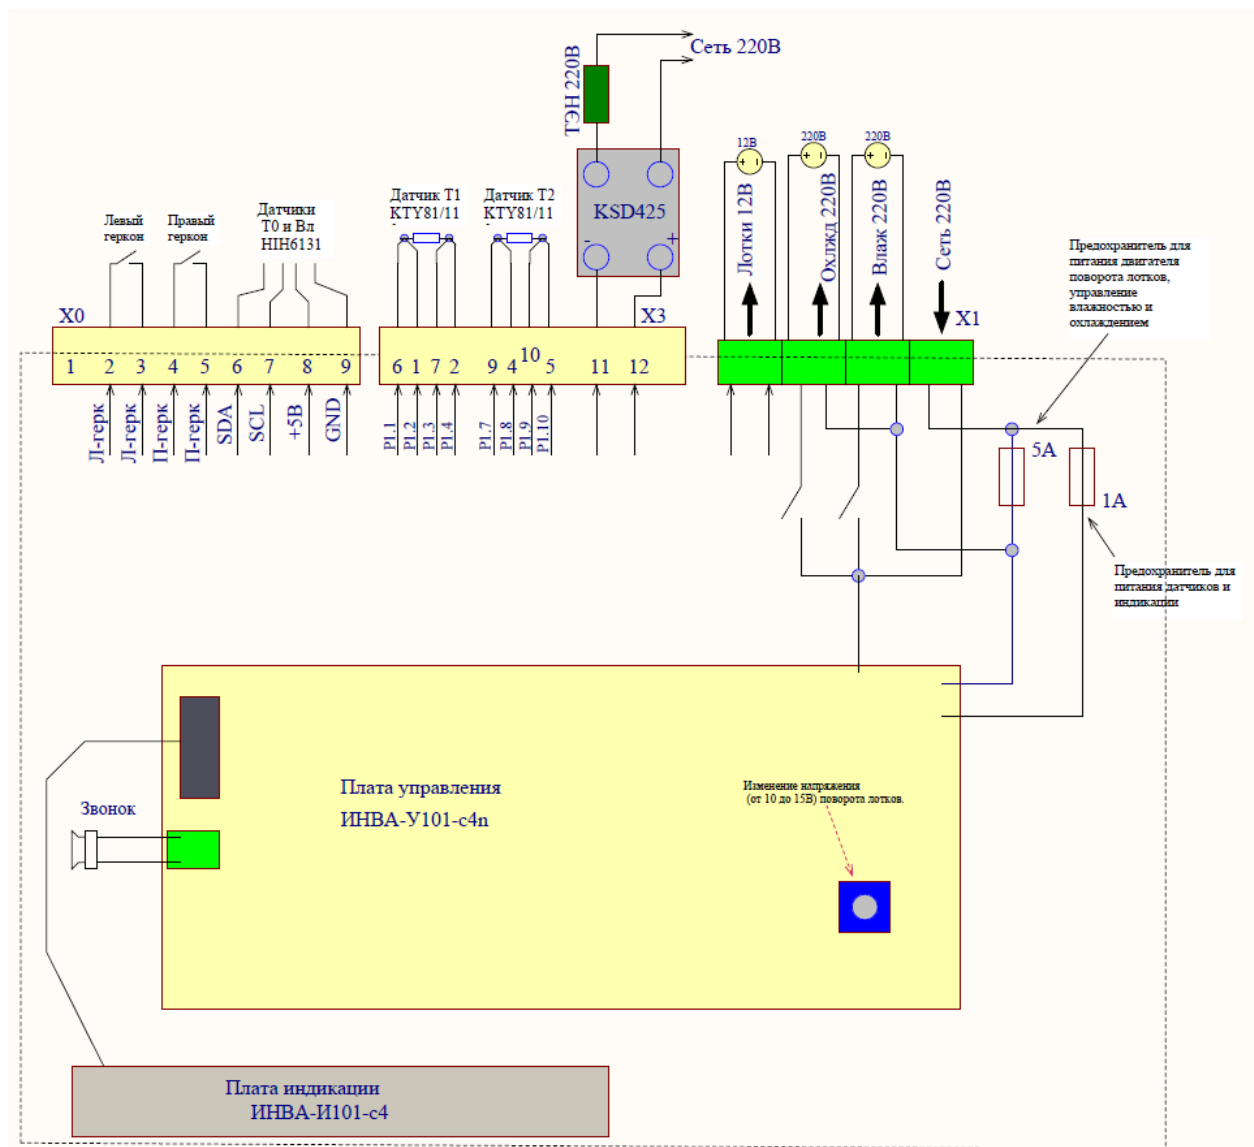 Сеть 220В
ТЭН 220В
KSD425
-
+
12В
220В
220В
+ -
+ -
+ -
Лотки 12В
Охлжд 220В
Влаж 220В
Сеть 220В
Левый
геркон
Правый
геркон
Датчики
Т0 и Вл
HIH6131
Датчик Т1
KTY81/11
Датчик Т2
KTY81/11
Предохранитель для
питания двигателя
поворота лотков,
управление
влажностью и
охлаждением
X0
X3
X1
1 2 3 4 5 6 7 8 9
6 1 7 2 9 4 10 5 11 12
Л-герк
Л-герк
П-герк
П-герк
SDA
SCL
+5В
GND
P1.1
P1.2
P1.3
P1.4
P1.7
P1.8
P1.9
P1.10
5А
1А
Предохранитель для
питания датчиков и
индикации
Звонок
Плата управления
ИНВА-У101-с4n
Изменение напряжения
(от 10 до 15В) поворота лотков.
Плата индикации
ИНВА-И101-с4